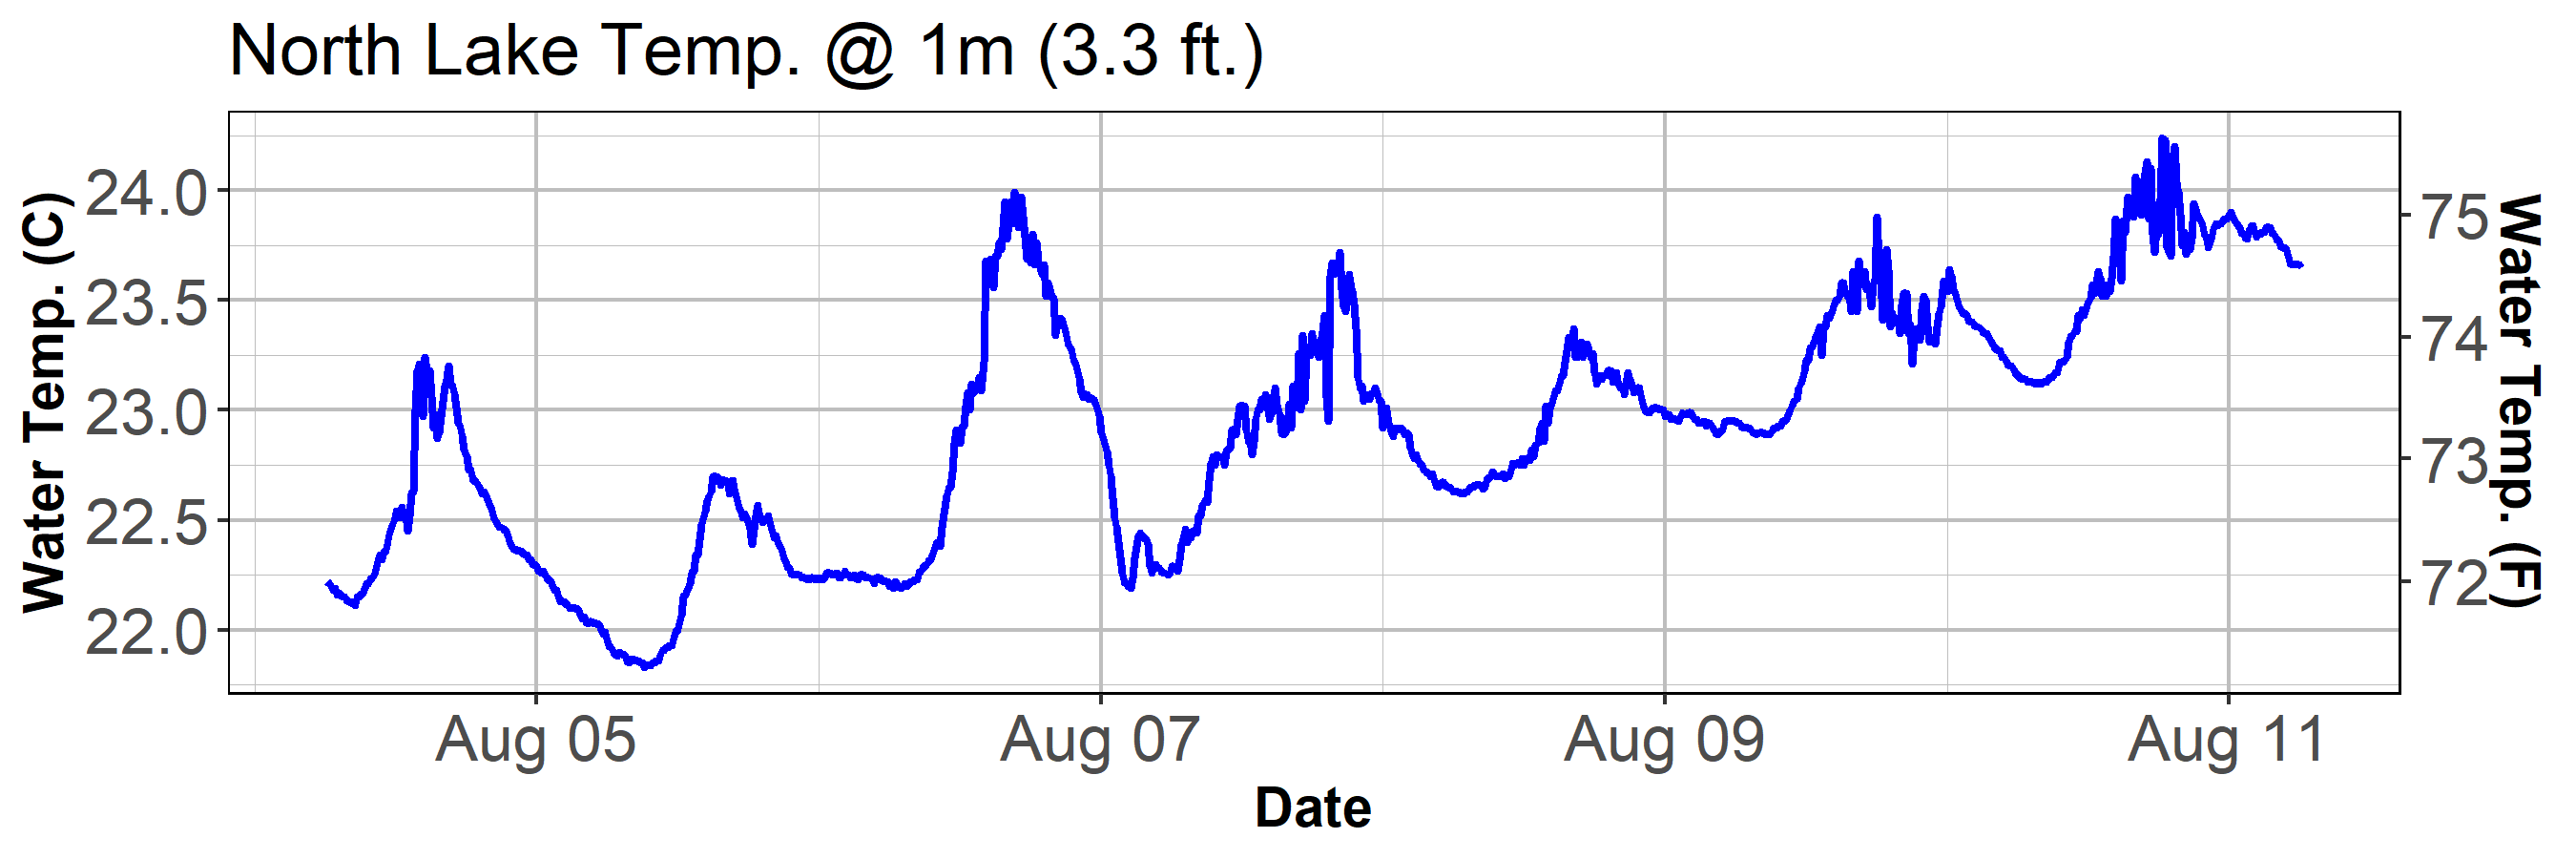 North Lake Temp. @ 1m (3.3 ft.)
Water Temp. (C)
24.0
23.5
23.0
22.5
22.0
75
74
73
72
Water Temp. (F)
Aug 05 Aug 07 Aug 09 Aug 11
Date